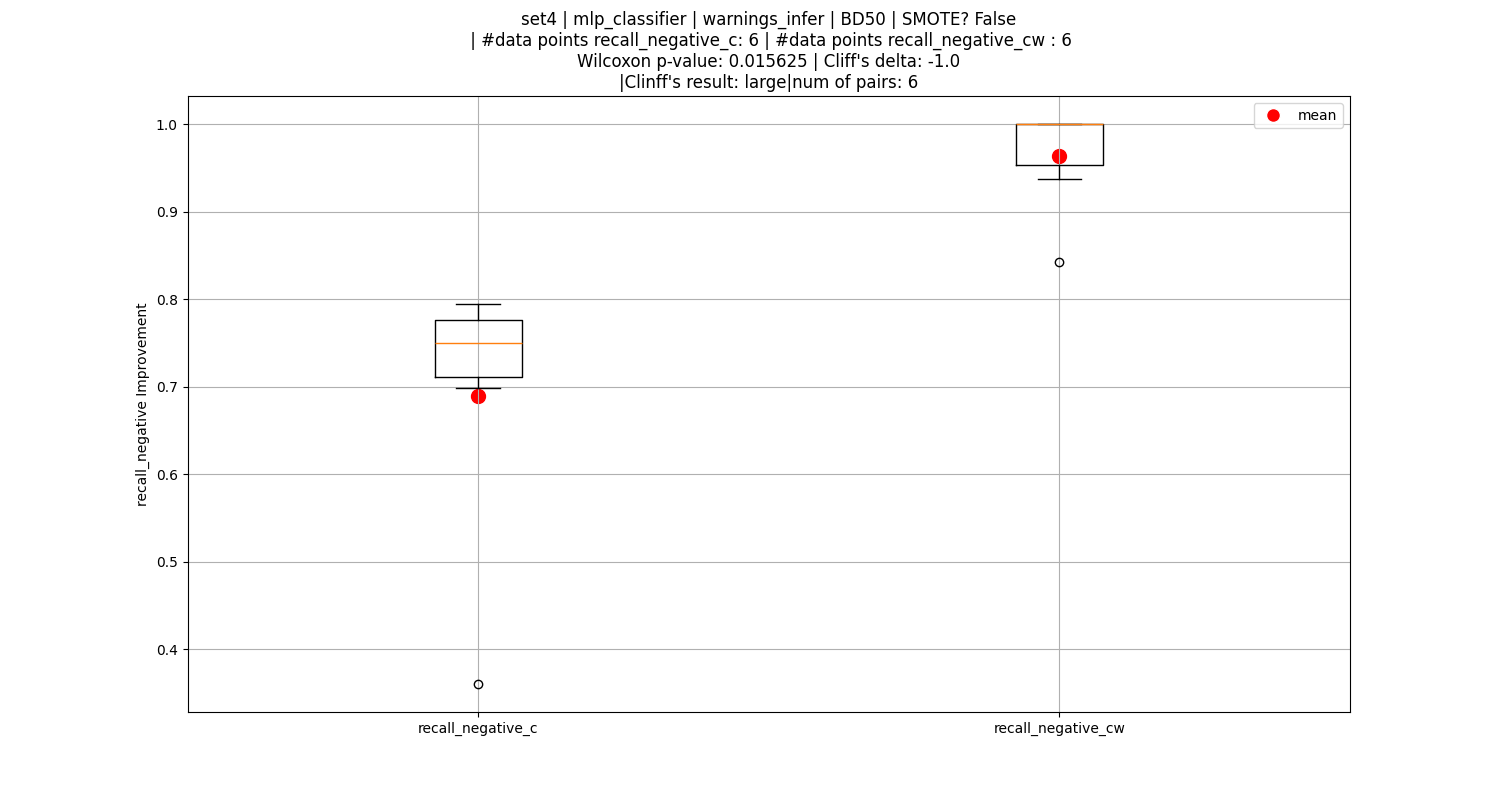 set4 | mlp_classifier | warnings_infer | BD50 | SMOTE? False
| #data points recall_negative_c: 6 | #data points recall_negative_cw : 6
Wilcoxon p-value: 0.015625 | Cliff's delta: -1.0
|Clinff's result: large|num of pairs: 6
mean
1.0
0.9
0.8
0.7
0.6
0.5
0.4
recall_negative Improvement
recall_negative_c
recall_negative_cw